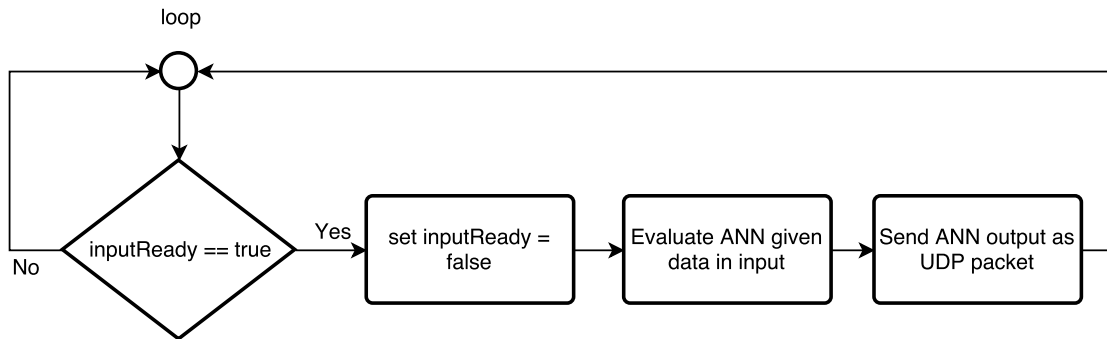 loop
inputReady == true
Yes
No
set inputReady =
false
Evaluate ANN given
data in input
Send ANN output as
UDP packet